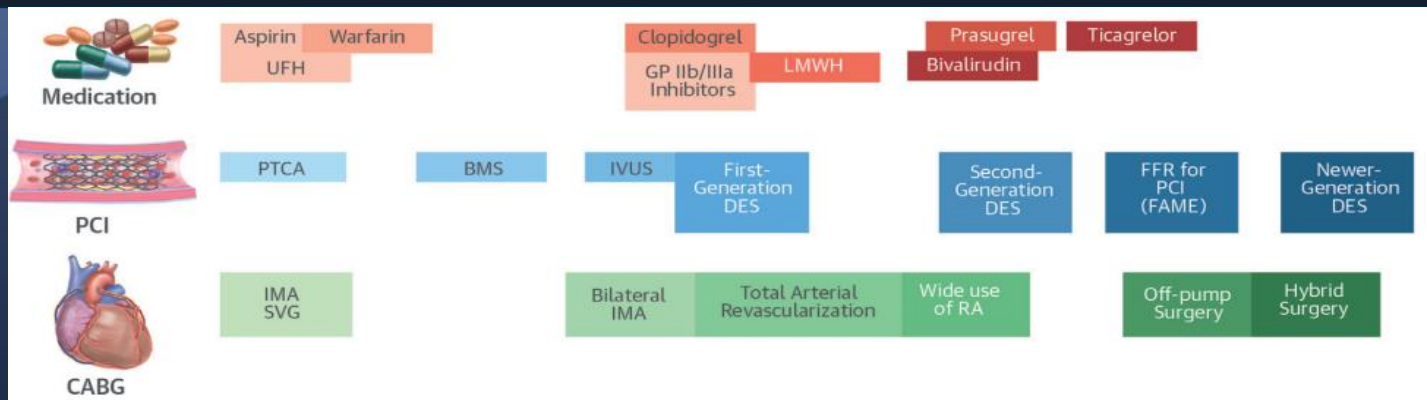 Aspirin
Warfarin
UFH
Clopidogrel
GP IIb/IIIa
Inhibitors
LMWH
Prasugrel
Ticagrelor
Bivalirudin
Medication
PTCA
BMS
IVUS
First-
Generation
DES
Second-
Generation
DES
FFR for
PCI
(FAME)
Newer-
Generation
DES
PCI
IMA
SVG
Bilateral
IMA
Total Arterial
Revascularization
Wide use
of RA
Off-pump
Surgery
Hybrid
Surgery
CABG